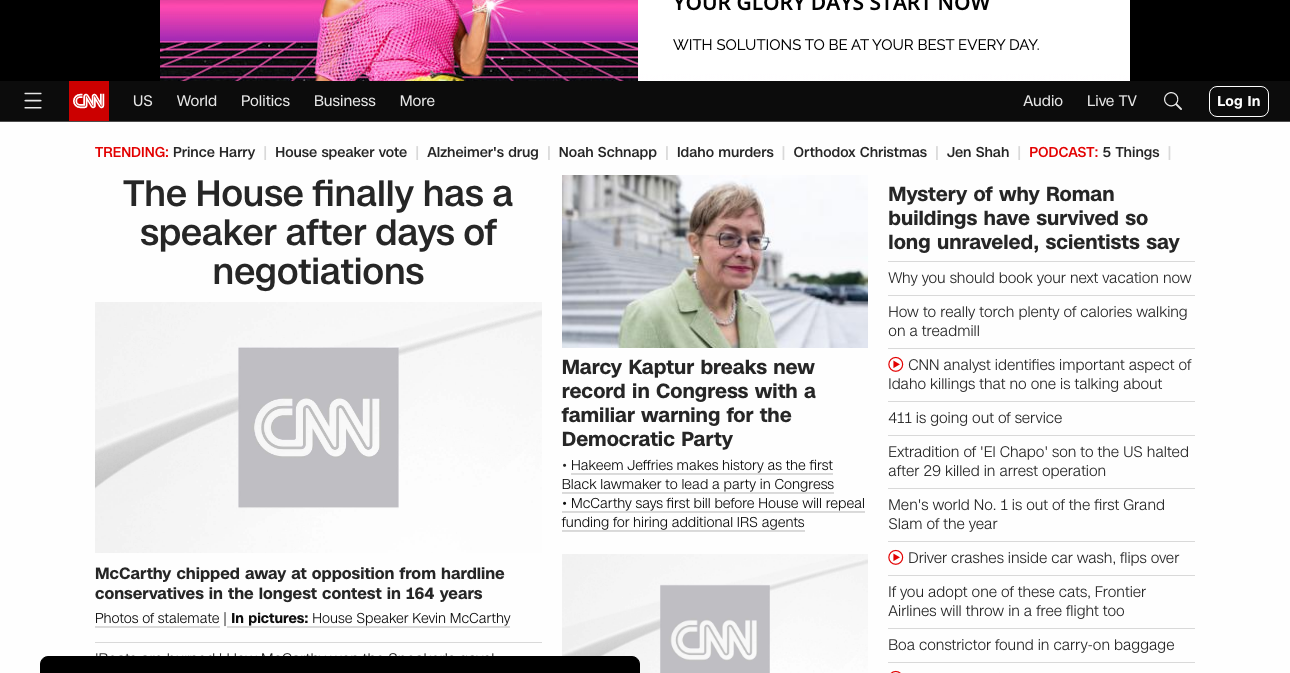 YOUR GLORY DAYS START NOW
WITH SOLUTIONS TO BE AT YOUR BEST EVERY DAY.
CNN US World Politics Business More Audio Live TV Log In
TRENDING: Prince Harry | House speaker vote | Alzheimer's drug | Noah Schnapp | Idaho murders | Orthodox Christmas | Jen Shah | PODCAST: 5 Things |
The House finally has a
speaker after days of
negotiations
CNN
McCarthy chipped away at opposition from hardline
conservatives in the longest contest in 164 years
Photos of stalemate | In pictures: House Speaker Kevin McCarthy
Marcy Kaptur breaks new
record in Congress with a
familiar warning for the
Democratic Party
• Hakeem Jeffries makes history as the first
Black lawmaker to lead a party in Congress
• McCarthy says first bill before House will repeal
funding for hiring additional IRS agents
CNN
Mystery of why Roman
buildings have survived so
long unraveled, scientists say
Why you should book your next vacation now
How to really torch plenty of calories walking
on a treadmill
CNN analyst identifies important aspect of
Idaho killings that no one is talking about
411 is going out of service
Extradition of 'El Chapo' son to the US halted
after 29 killed in arrest operation
Men's world No. 1 is out of the first Grand
Slam of the year
Driver crashes inside car wash, flips over
If you adopt one of these cats, Frontier
Airlines will throw in a free flight too
Boa constrictor found in carry-on baggage